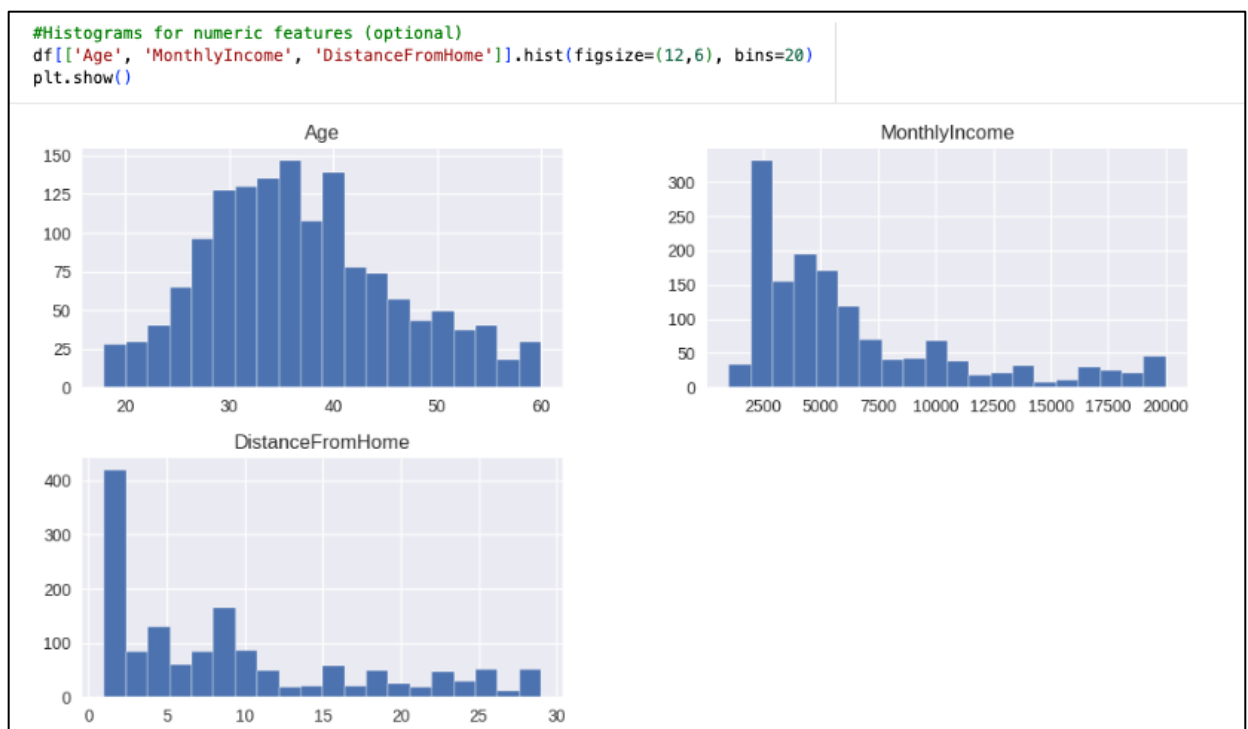 #Histograms for numeric features (optional)
df[['Age', 'MonthlyIncome', 'DistanceFromHome']].hist(figsize=(12,6), bins=20)
plt.show()
Age
150
125
100
75
50
25
0
20 30 40 50 60
MonthlyIncome
300
250
200
150
100
50
0
2500 5000 7500 10000 12500 15000 17500 20000
DistanceFromHome
400
300
200
100
0
0 5 10 15 20 25 30